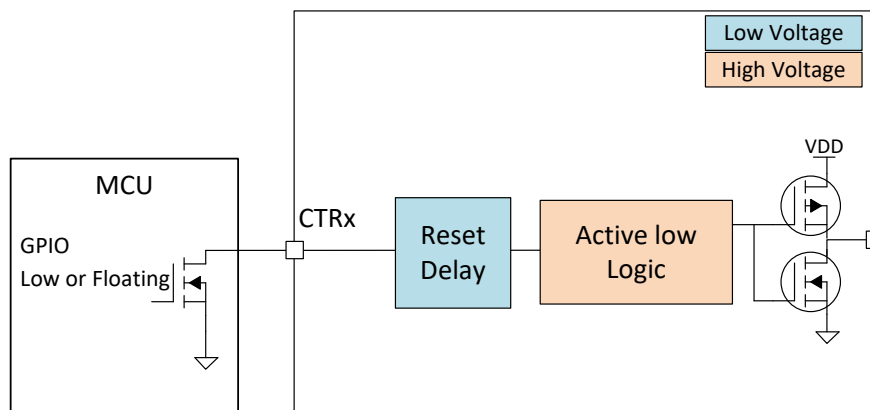 Low Voltage
High Voltage
VDD
MCU
CTRx
GPIO
Low or Floating
Reset
Delay
Active low
Logic